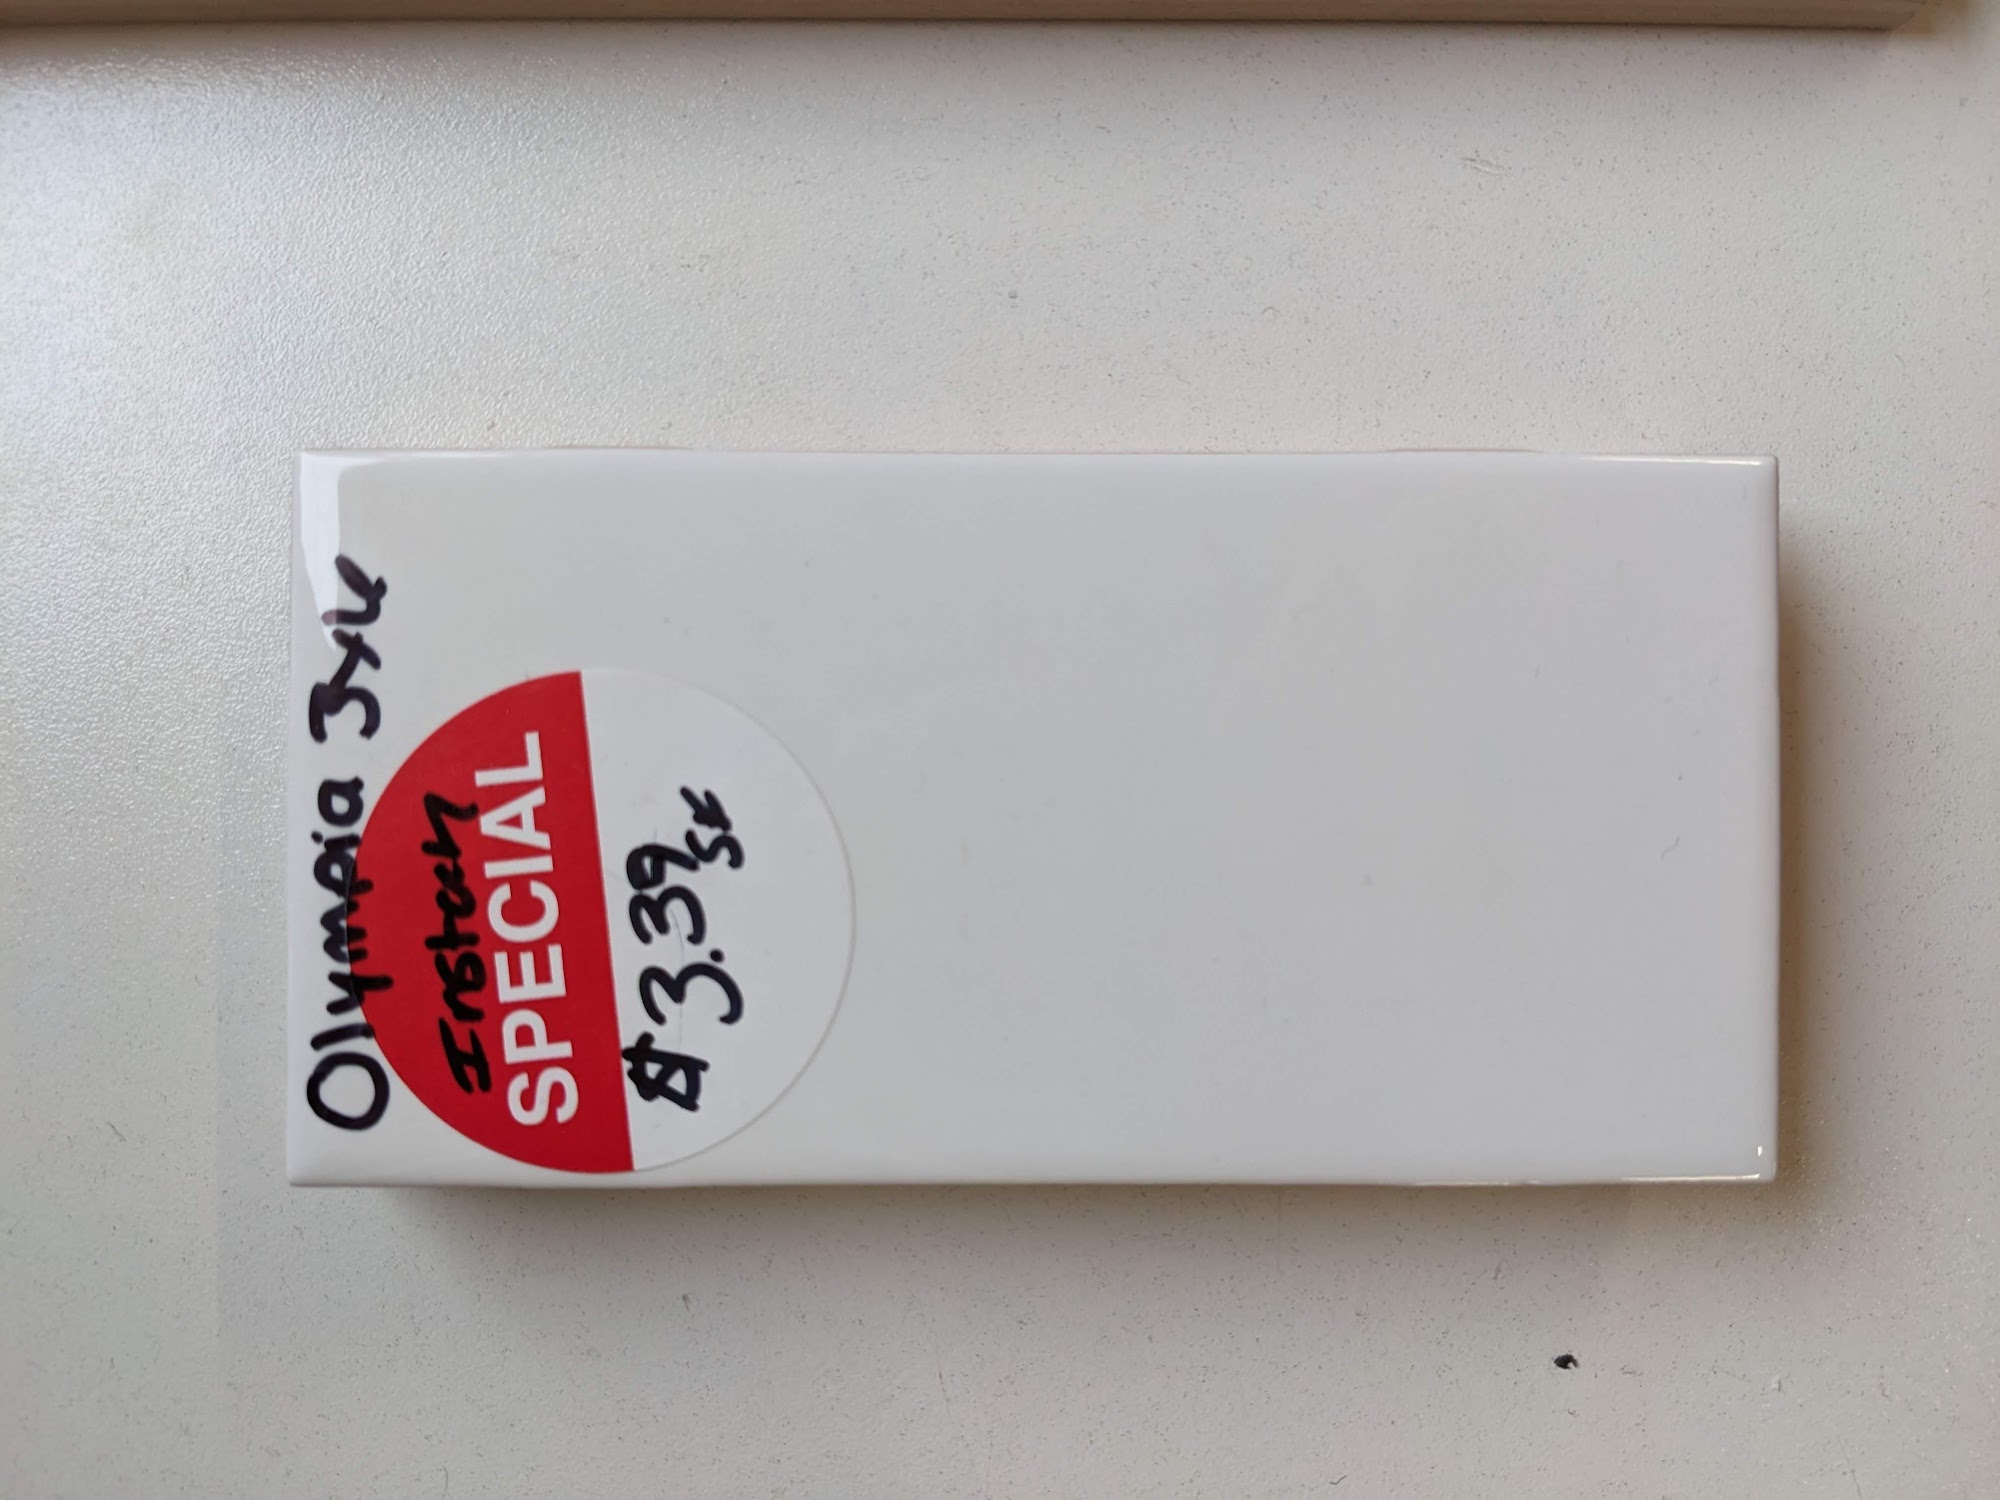 Olympia 3x6
Instock
SPECIAL
$3.39
SF